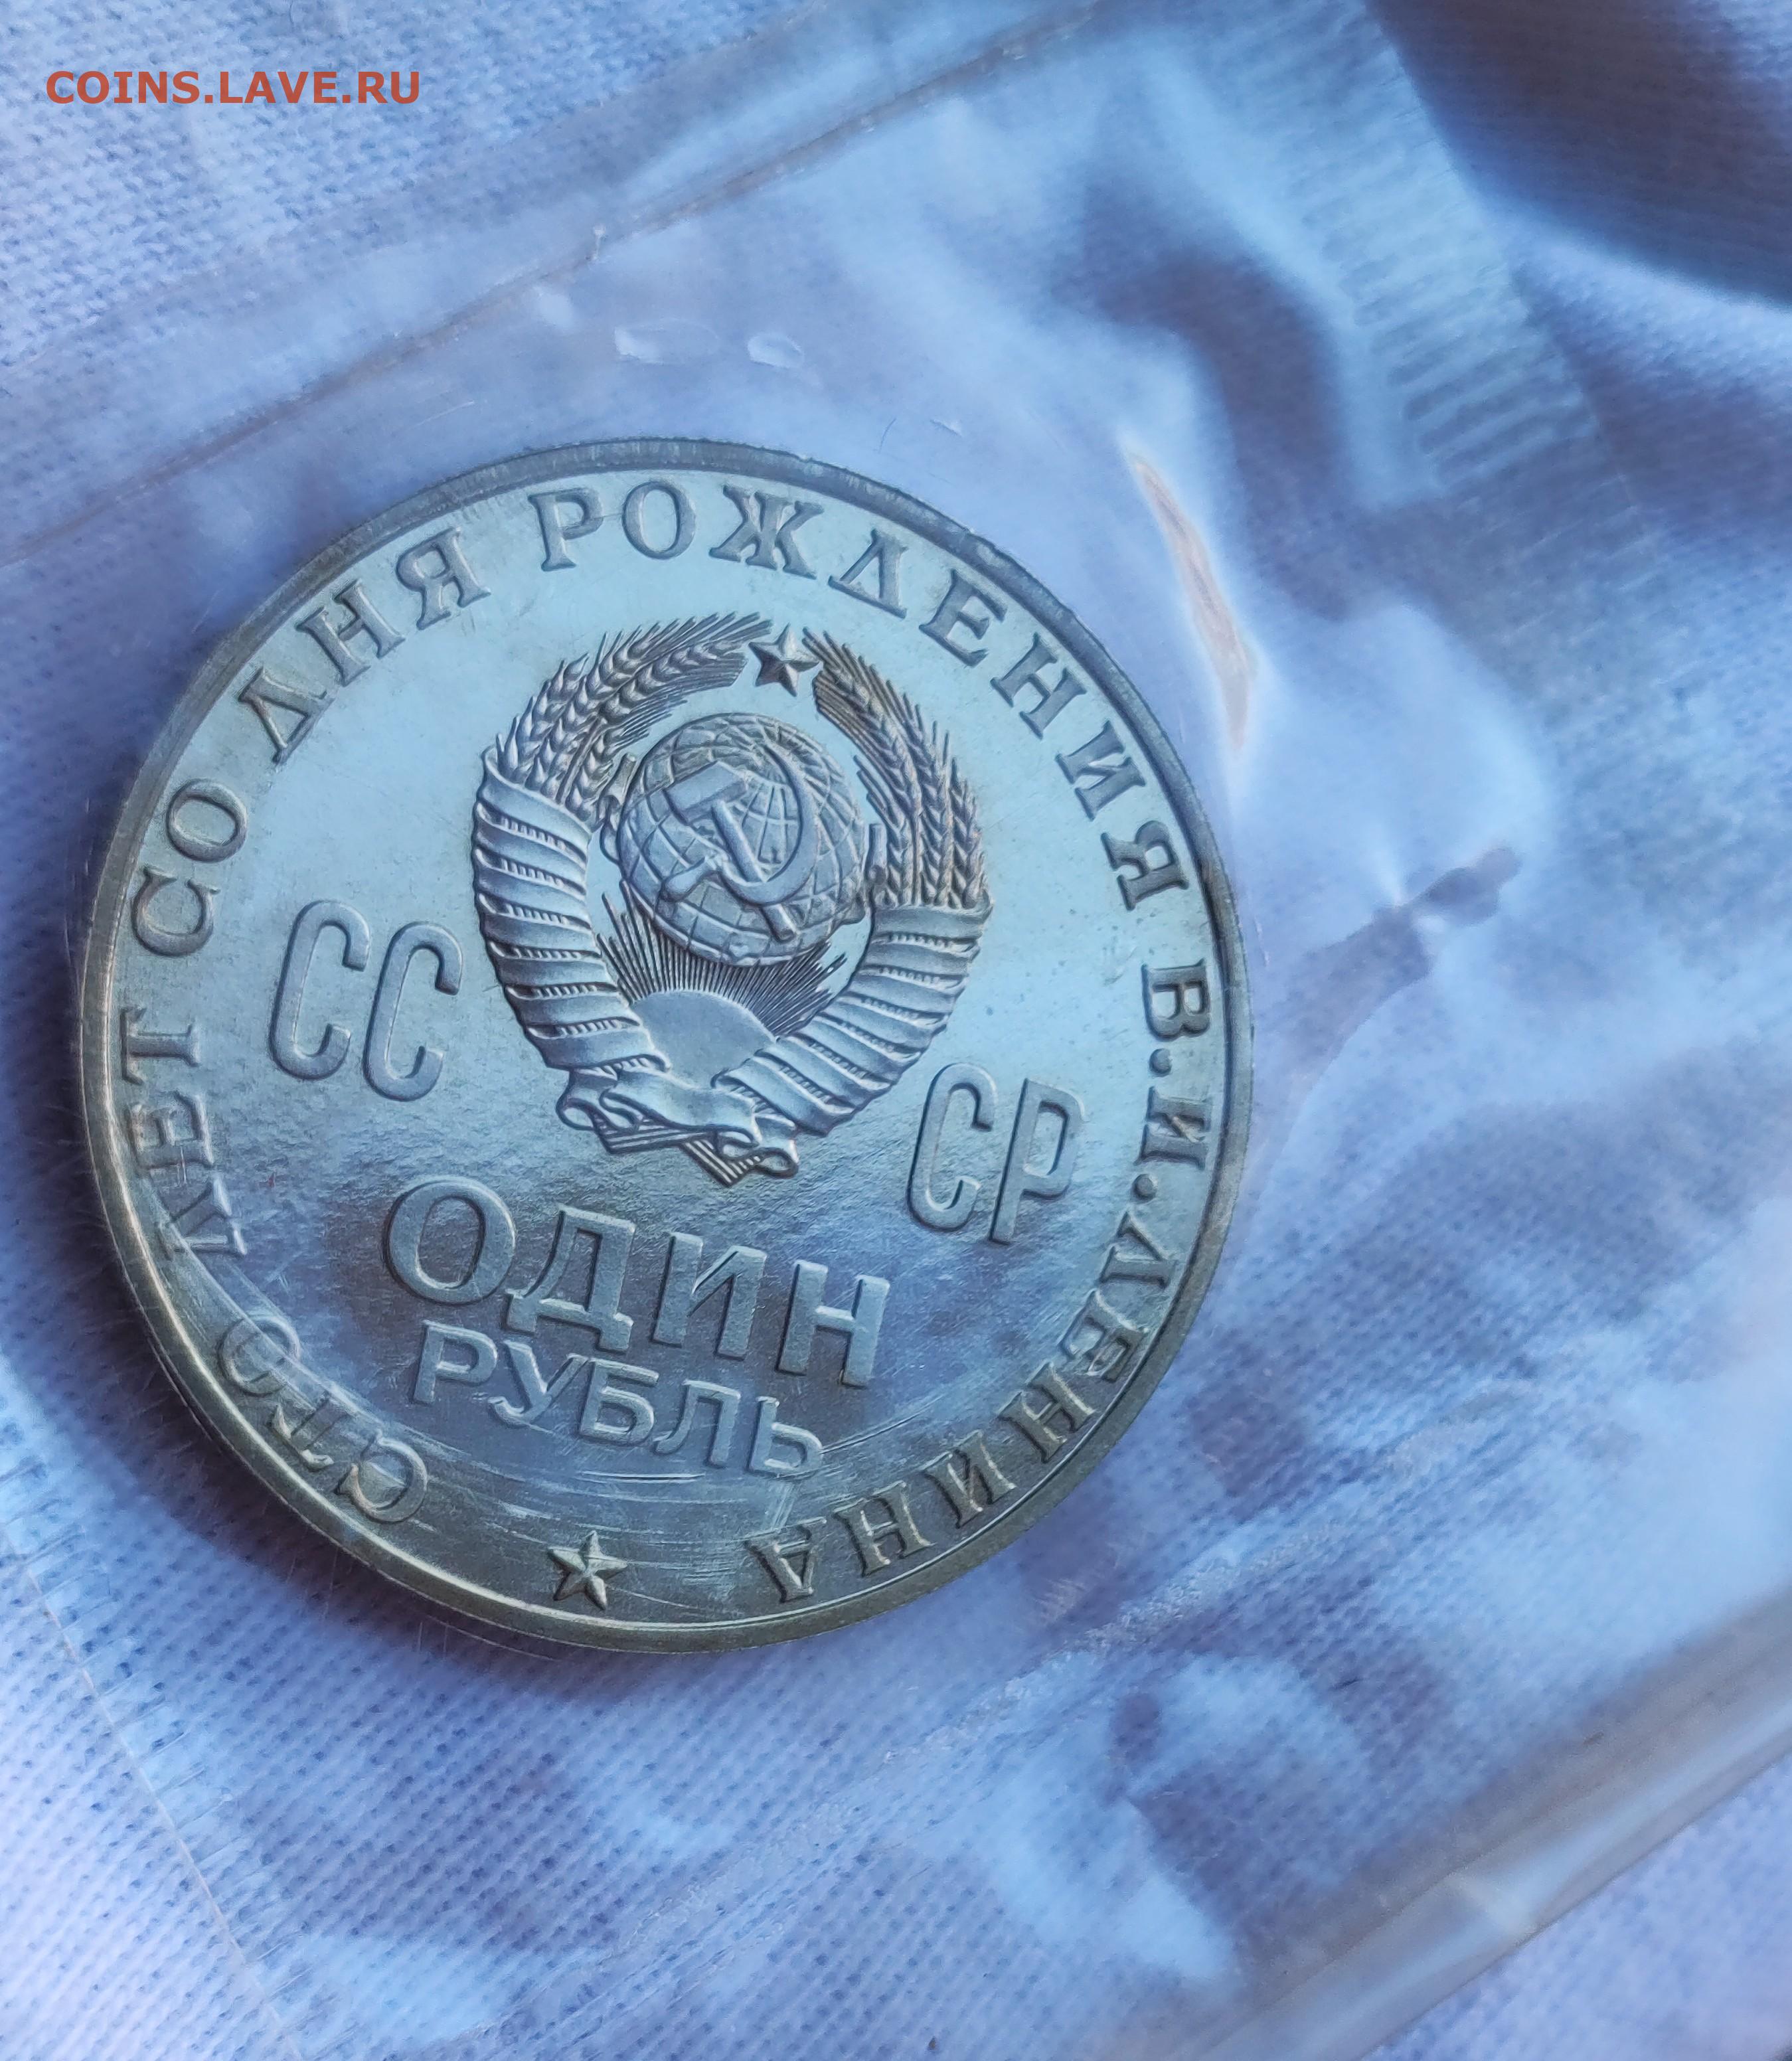 COINS.LAVE.RU
СТО ЛЕТ СО ДНЯ РОЖДЕНИЯ В.И.ЛЕНИНА
СС СР
ОДИН
РУБЛЬ